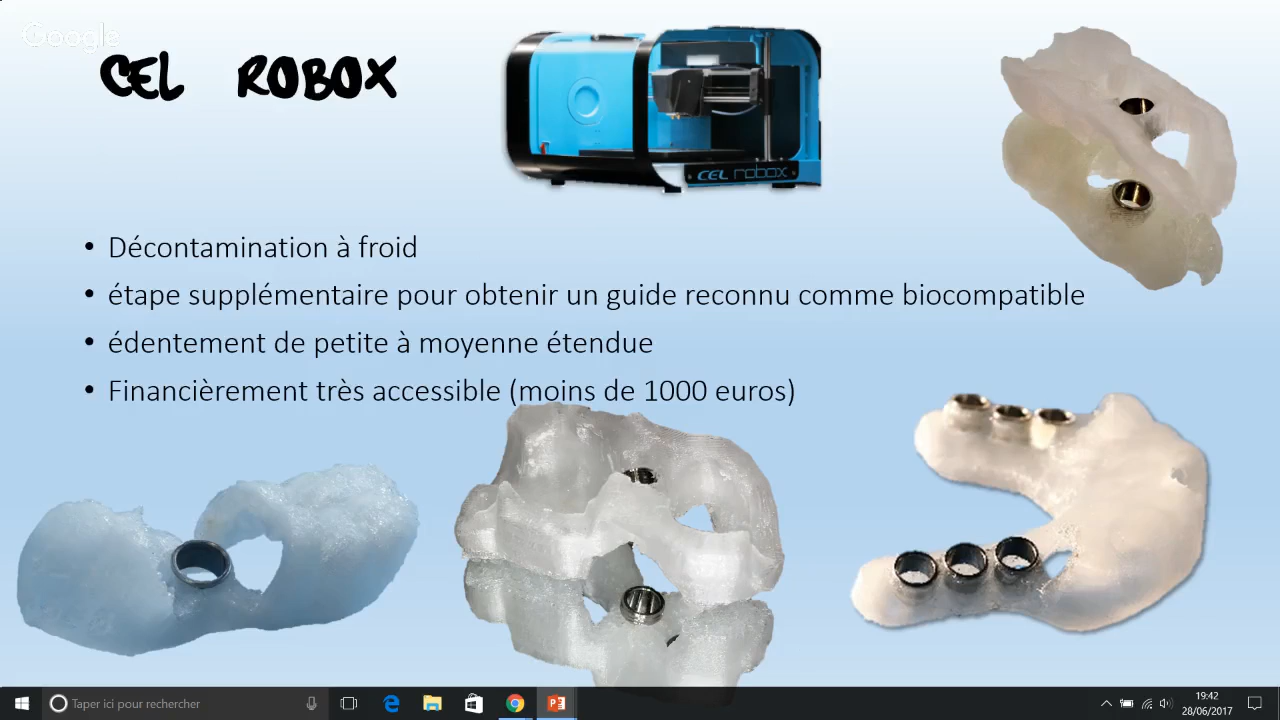 Google
CEL ROBOX
CEL robox
• Décontamination à froid
• étape supplémentaire pour obtenir un guide reconnu comme biocompatible
• édentement de petite à moyenne étendue
• Financièrement très accessible (moins de 1000 euros)
Taper ici pour rechercher
19:42
28/06/2017